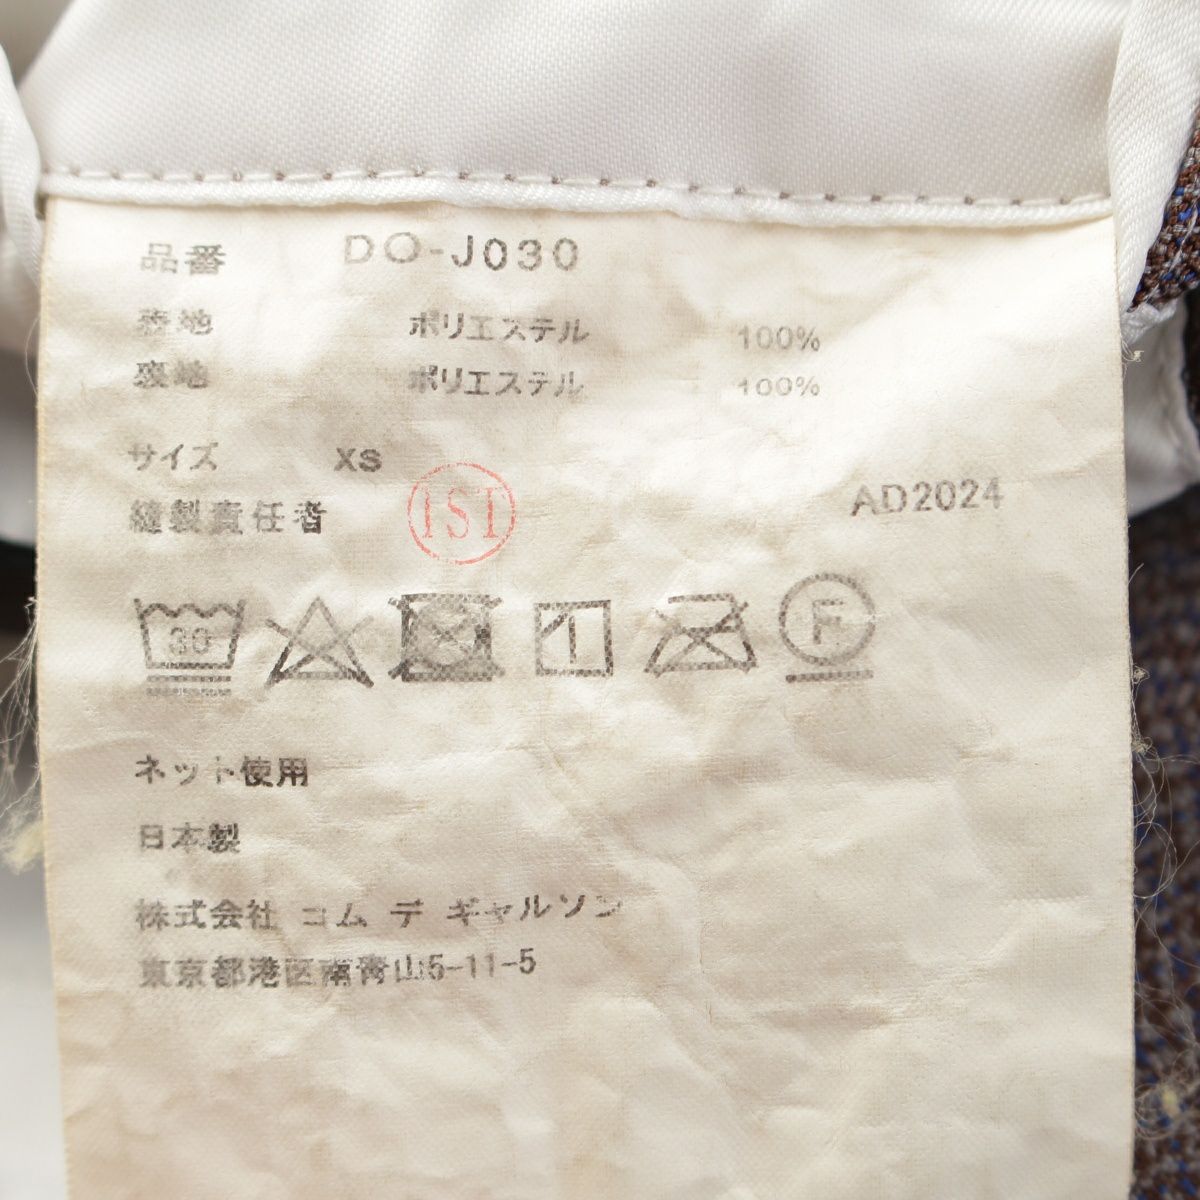 品番 DO-J030
表地 ポリエステル 100%
裏地 ポリエステル 100%
サイズ XS
縫製責任者 IST AD2024
30 F
ネット使用
日本製
株式会社 コム デ ギャルソン
東京都港区南青山5-11-5